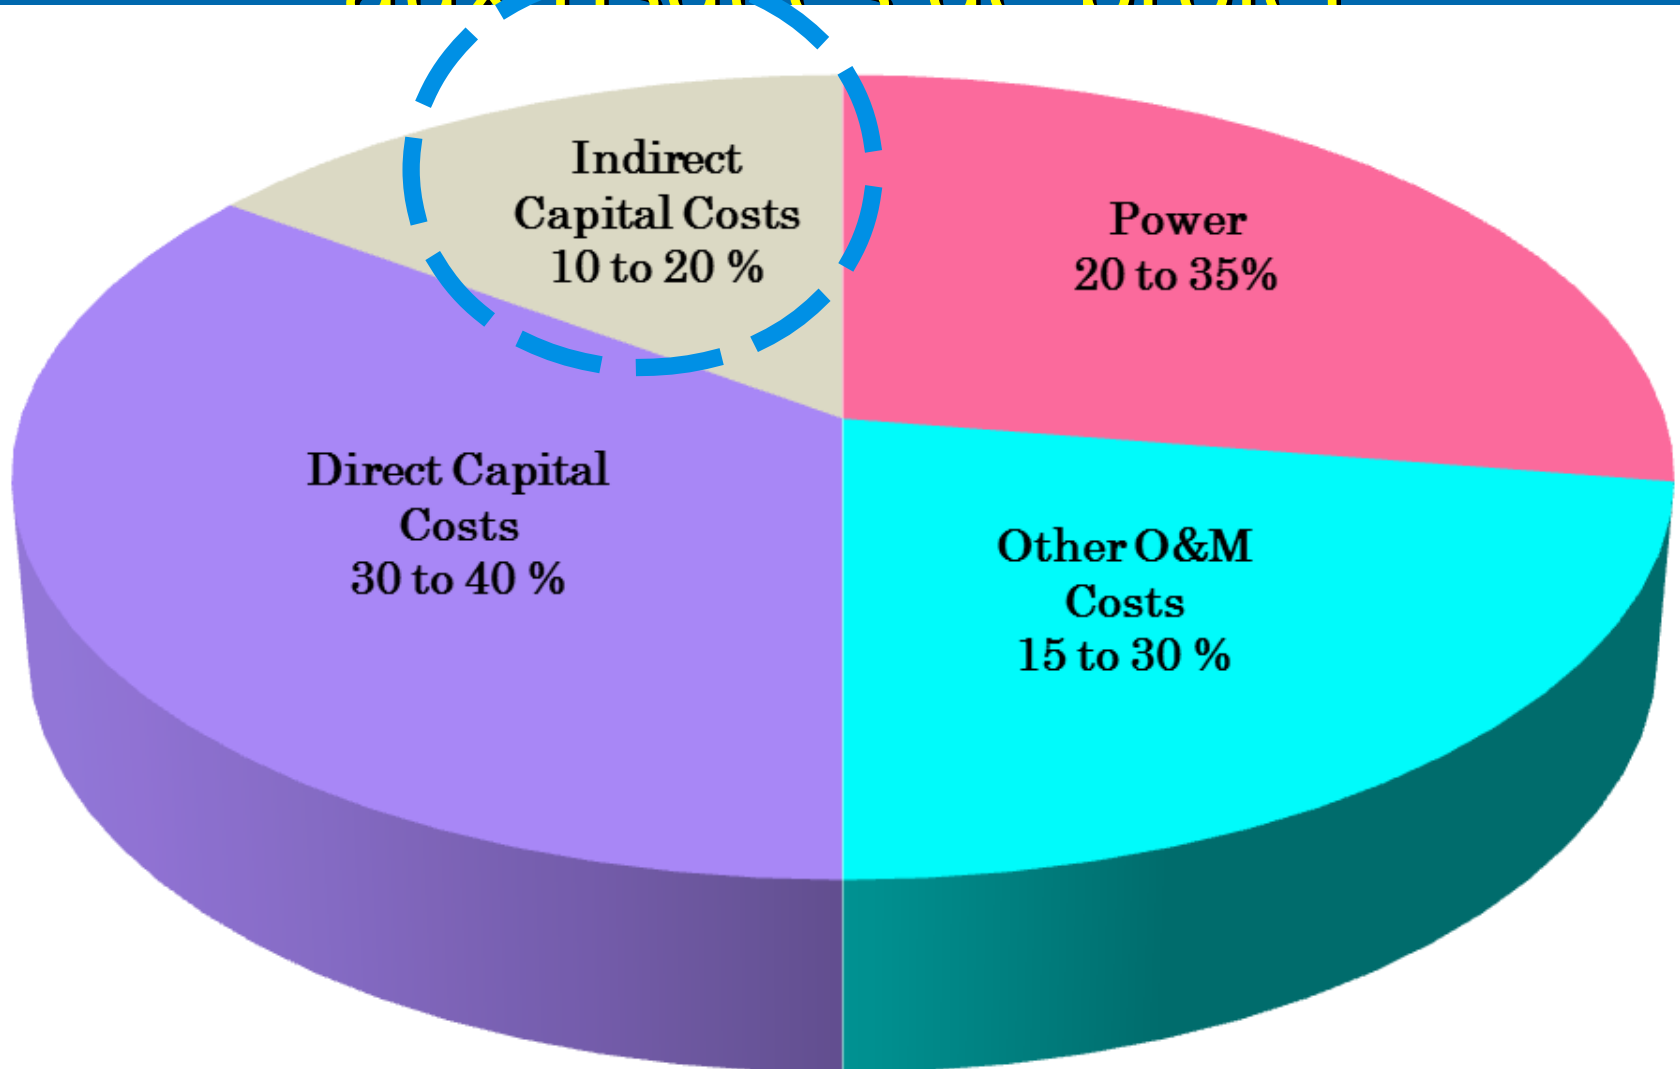 Indirect
Capital Costs
10 to 20 %
Power
20 to 35%
Direct Capital
Costs
30 to 40 %
Other O&M
Costs
15 to 30 %